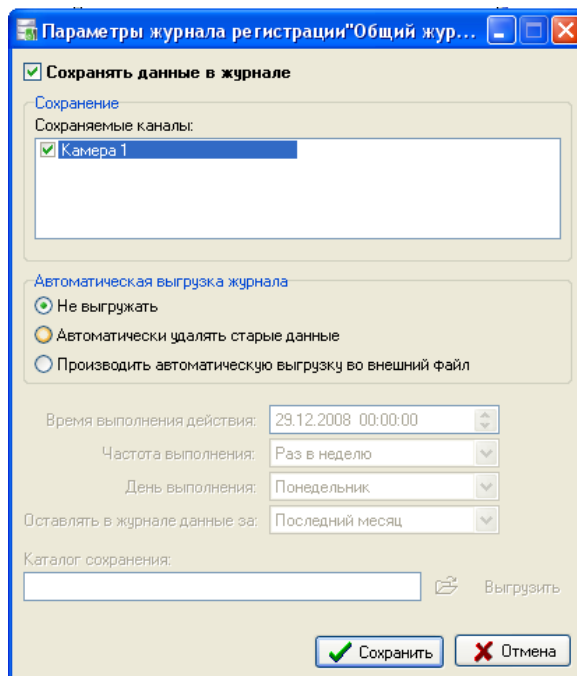 Параметры журнала регистрации"Общий жур...
Сохранять данные в журнале
Сохранение
Сохраняемые каналы:
Камера 1
Автоматическая выгрузка журнала
Не выгружать
Автоматически удалять старые данные
Производить автоматическую выгрузку во внешний файл
Время выполнения действия: 29.12.2008 00:00:00
Частота выполнения: Раз в неделю
День выполнения: Понедельник
Оставлять в журнале данные за: Последний месяц
Каталог сохранения:
Выгрузить
Сохранить Отмена